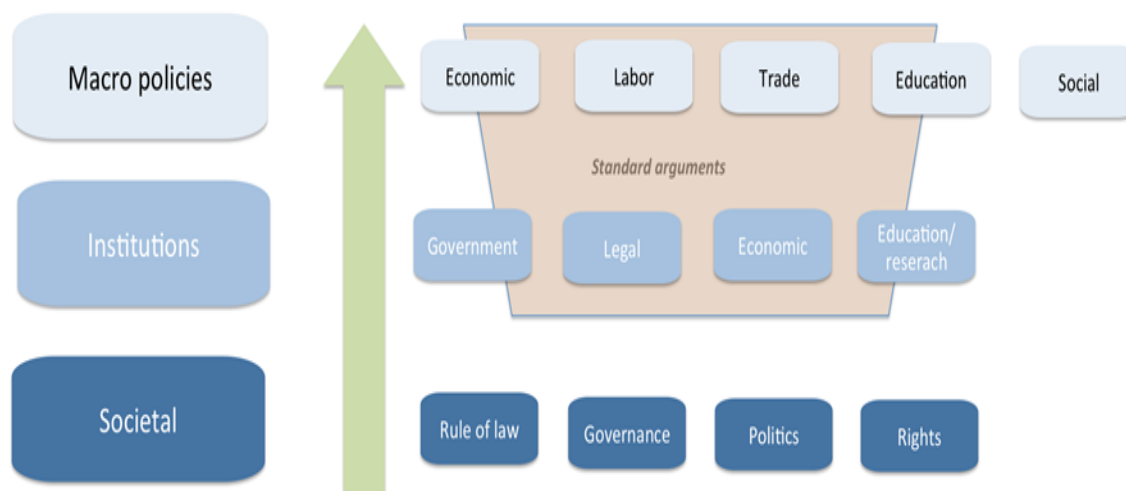 Macro policies
Economic
Labor
Trade
Education
Social
Standard arguments
Institutions
Government
Legal
Economic
Education/
reserach
Societal
Rule of law
Governance
Politics
Rights